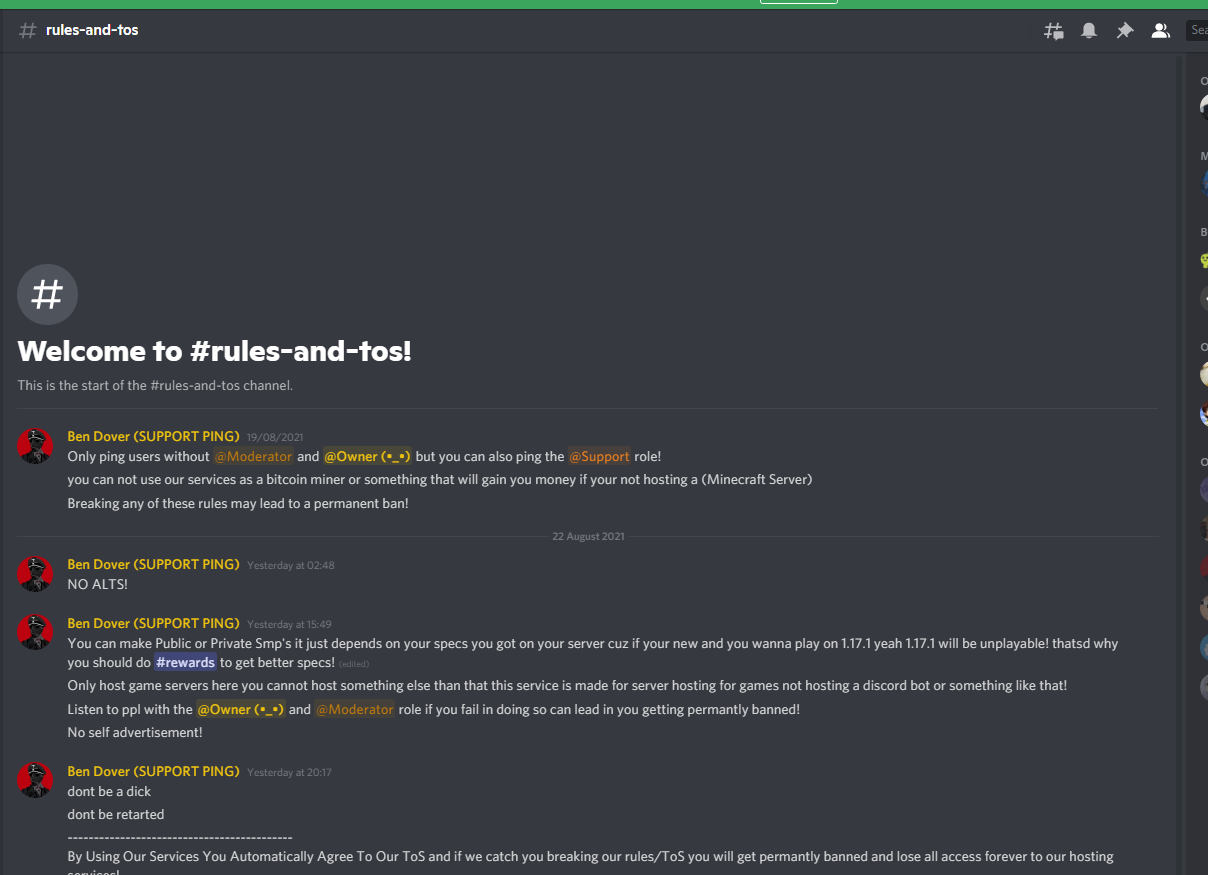 rules-and-tos
Sea
Welcome to #rules-and-tos!
This is the start of the #rules-and-tos channel.
Ben Dover (SUPPORT PING) 19/08/2021
Only ping users without @Moderator and @Owner (•_•) but you can also ping the @Support role!
you can not use our services as a bitcoin miner or something that will gain you money if your not hosting a (Minecraft Server)
Breaking any of these rules may lead to a permanent ban!
22 August 2021
Ben Dover (SUPPORT PING) Yesterday at 02:48
NO ALTS!
Ben Dover (SUPPORT PING) Yesterday at 15:49
You can make Public or Private Smp's it just depends on your specs you got on your server cuz if your new and you wanna play on 1.17.1 yeah 1.17.1 will be unplayable! thatsd why
you should do #rewards to get better specs! (edited)
Only host game servers here you cannot host something else than that this service is made for server hosting for games not hosting a discord bot or something like that!
Listen to ppl with the @Owner (•_•) and @Moderator role if you fail in doing so can lead in you getting permantly banned!
No self advertisement!
Ben Dover (SUPPORT PING) Yesterday at 20:17
dont be a dick
dont be retarted
-------------------------------------------
By Using Our Services You Automatically Agree To Our ToS and if we catch you breaking our rules/ToS you will get permantly banned and lose all access forever to our hosting
services!